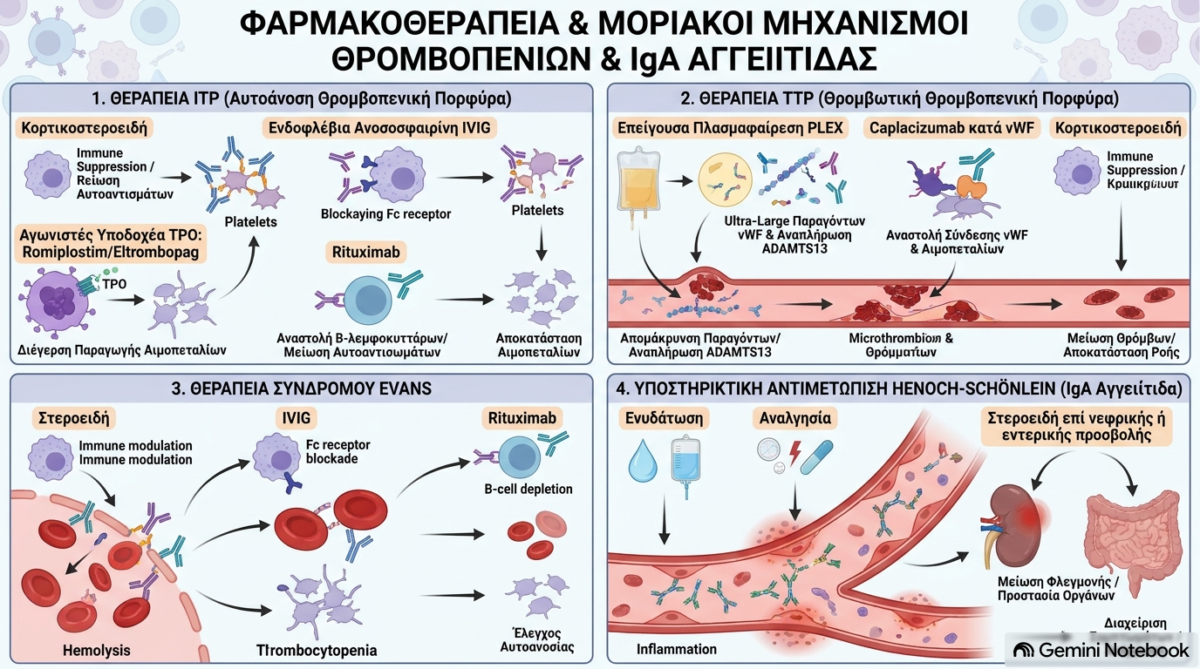 ΦΑΡΜΑΚΟΘΕΡΑΠΕΙΑ & ΜΟΡΙΑΚΟΙ ΜΗΧΑΝΙΣΜΟΙ
ΘΡΟΜΒΟΠΕΝΙΩΝ & IgA ΑΓΓΕΙΙΤΙΔΑΣ
1. ΘΕΡΑΠΕΙΑ ITP (Αυτοάνοση Θρομβοπενική Πορφύρα)
Κορτικοστεροειδή
Immune
Suppression /
Ρείωση
Αυτοαντισμάτων
Platelets
Ενδοφλέβια Ανοσοσφαιρίνη IVIG
Blockaying Fc receptor
Platelets
Αγωνιστές Υποδοχέα TPO:
Romiplostim/Eltrombopag
TPO
Διέγερση Παραγωγής Αιμοπεταλίων
Rituximab
Αναστολή Β-λεμφοκυττάρων/
Μείωση Αυτοαντισωμάτων
Αποκατάσταση
Αιμοπεταλίων
2. ΘΕΡΑΠΕΙΑ TTP (Θρομβωτική Θρομβοπενική Πορφύρα)
Επείγουσα Πλασμαφαίρεση PLEX
Ultra-Large Παραγόντων
vWF & Αναπλήρωση
ADAMTS13
Caplacizumab κατά vWF
Αναστολή Σύνδεσης vWF
& Αιμοπεταλίων
Κορτικοστεροειδή
Immune
Suppression /
Απομάκρυνση Παραγόντων/
Αναπλήρωση ADAMTS13
Microthrombion &
Μείωση Θρόμβων/
Αποκατάσταση Ροής
3. ΘΕΡΑΠΕΙΑ ΣΥΝΔΡΟΜΟΥ EVANS
Στεροειδή
Immune modulation
Immune modulation
Hemolysis
IVIG
Fc receptor
blockade
Thrombocytopenia
Rituximab
B-cell depletion
Έλεγχος
Αυτοανοσίας
4. ΥΠΟΣΤΗΡΙΚΤΙΚΗ ΑΝΤΙΜΕΤΩΠΙΣΗ HENOCH-SCHÖNLEIN (IgA Αγγειίτιδα)
Ενυδάτωση
Αναλγησία
Στεροειδή επί νεφρικής ή
εντερικής προσβολής
Inflammation
Μείωση Φλεγμονής /
Προστασία Οργάνων
Διαχείριση
Gemini Notebook